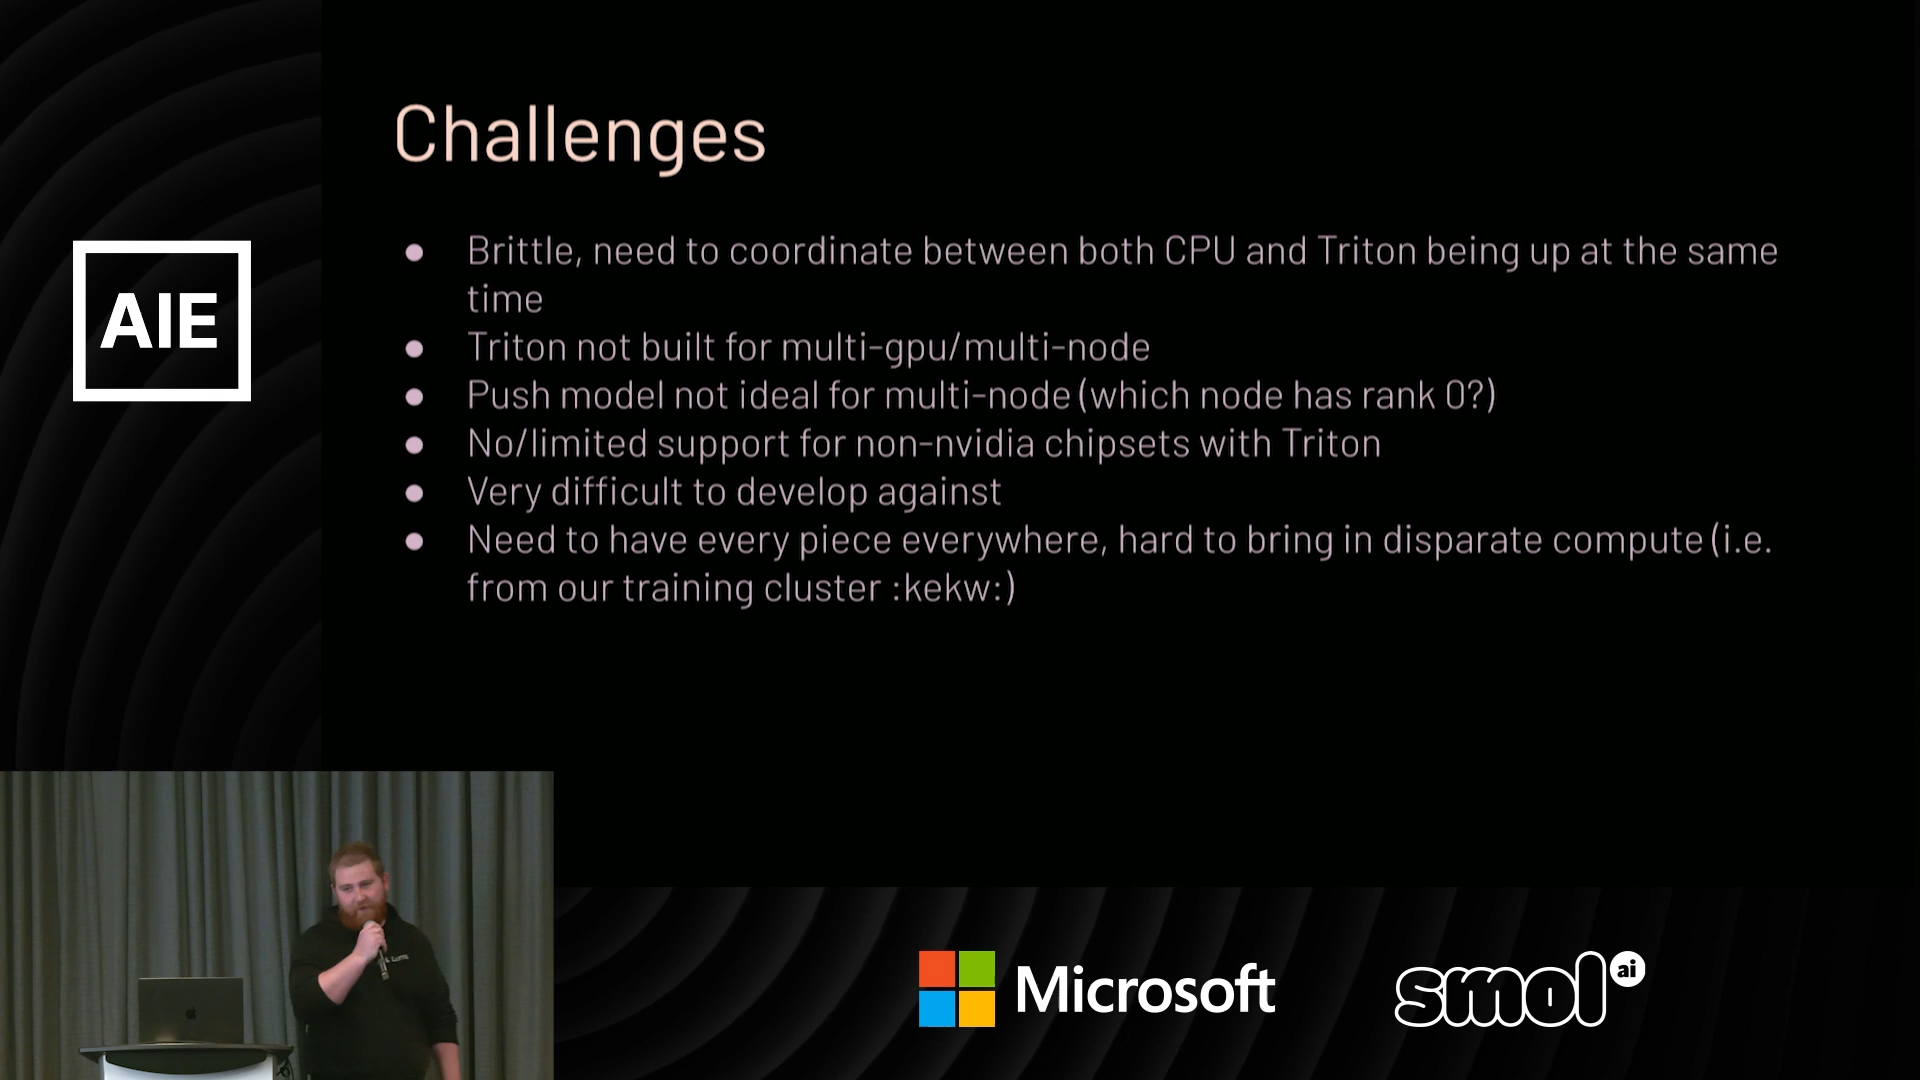 Challenges
● Brittle, need to coordinate between both CPU and Triton being up at the same
time
● Triton not built for multi-gpu/multi-node
● Push model not ideal for multi-node (which node has rank 0?)
● No/limited support for non-nvidia chipsets with Triton
● Very difficult to develop against
● Need to have every piece everywhere, hard to bring in disparate compute (i.e.
from our training cluster :kekw:)
AIE
Microsoft
smol ai